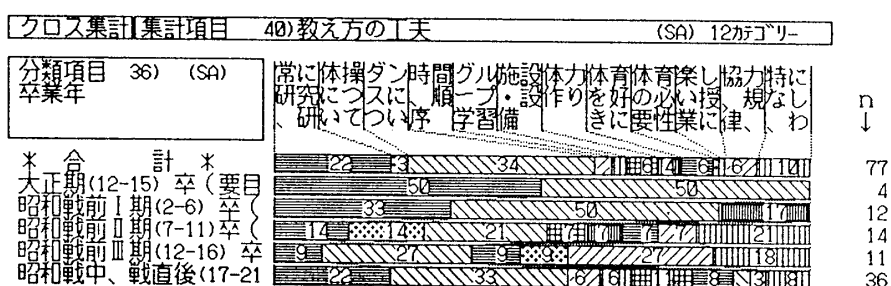 クロス集計 集計項目 40)教え方の工夫 (SA) 12カテゴリー
分類項目 36) (SA)
卒業年
常に体操ダン時間グル施設体力体育体育楽し協力特に
研究につスに、順ープ・設作りを好の必い授、規なし
、研いてつい序 学習備 きに要性業に律、、わ
n
↓
* 合 計 * 22 3 34 6 4 6 6 10 77
大正期(12-15) 卒(要目 50 50 4
昭和戦前Ⅰ期(2-6) 卒( 33 50 17 12
昭和戦前Ⅱ期(7-11)卒( 14 14 21 7 7 7 7 21 14
昭和戦前Ⅲ期(12-16) 卒 9 27 9 9 27 18 11
昭和戦中、戦直後(17-21 22 33 6 6 11 8 3 8 36